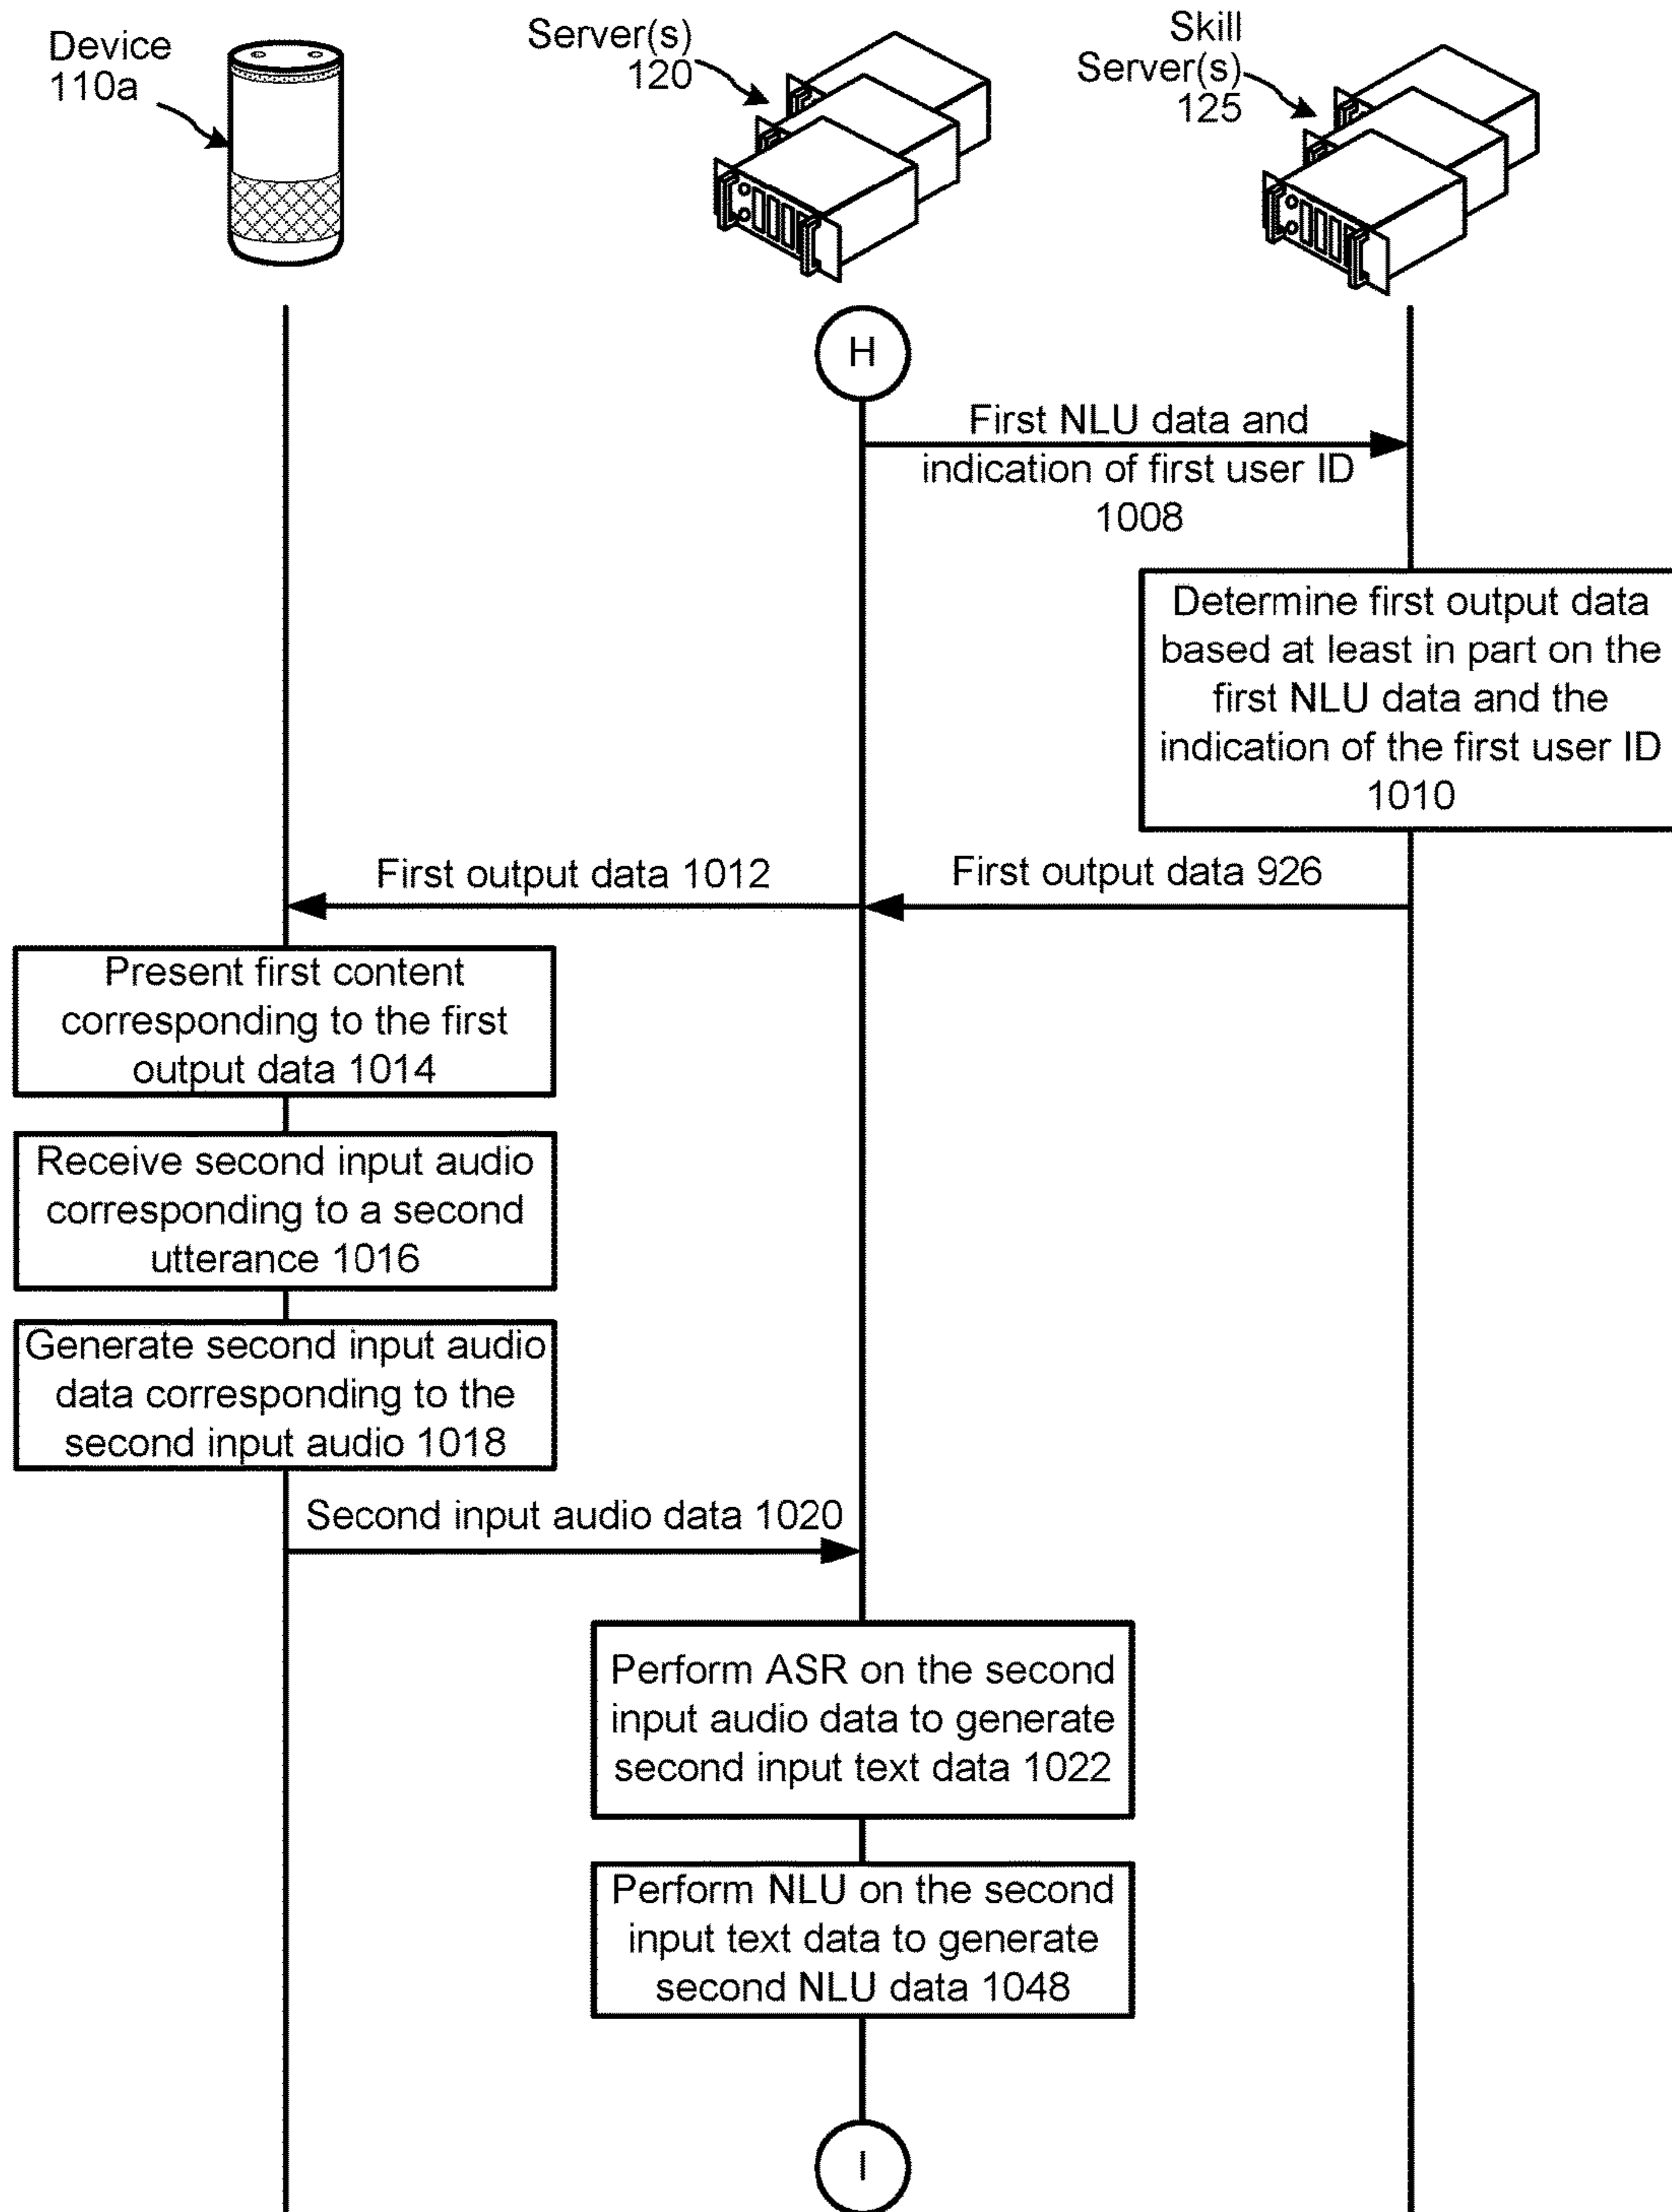 Device
110a
Server(s)
120
Skill
Server(s)
125
H
First NLU data and
indication of first user ID
1008
Determine first output data
based at least in part on the
first NLU data and the
indication of the first user ID
1010
First output data 1012
First output data 926
Present first content
corresponding to the first
output data 1014
Receive second input audio
corresponding to a second
utterance 1016
Generate second input audio
data corresponding to the
second input audio 1018
Second input audio data 1020
Perform ASR on the second
input audio data to generate
second input text data 1022
Perform NLU on the second
input text data to generate
second NLU data 1048
I